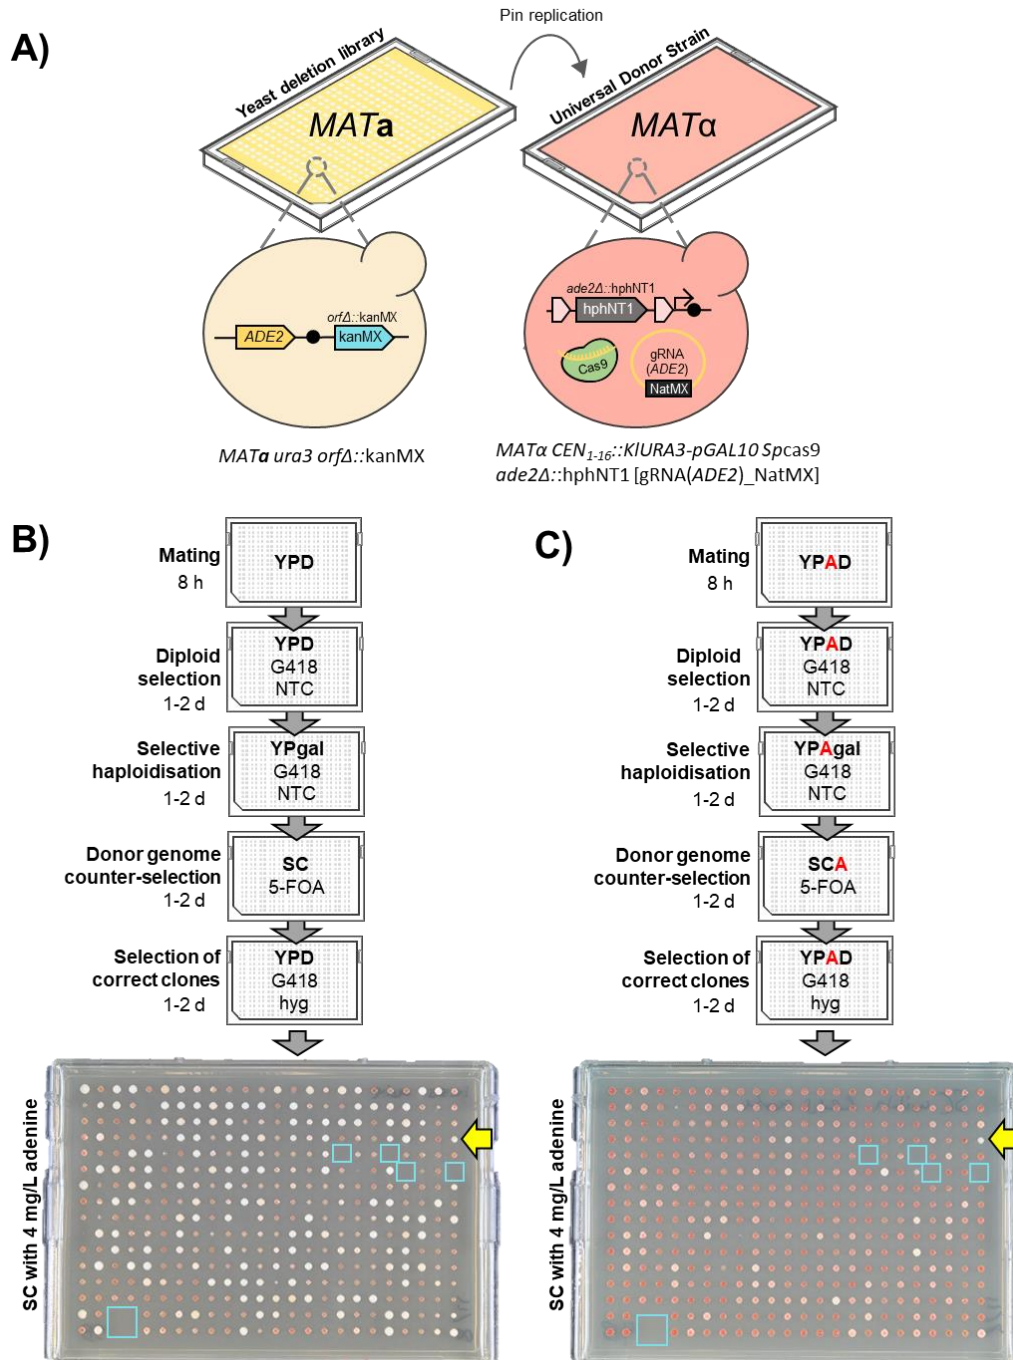 A)
Pin replication
Yeast deletion library
MATa
Universal Donor Strain
MATα
ADE2
orfΔ::kanMX
kanMX
ade2Δ::hphNT1
hphNT1
Cas9
gRNA
(ADE2)
NatMX
MATa ura3 orfΔ::kanMX
MATα CEN1-16::KlURA3-pGAL10 Spcas9
ade2Δ::hphNT1 [gRNA(ADE2)_NatMX]
B)
Mating
8 h
YPD
Diploid
selection
1-2 d
YPD
G418
NTC
Selective
haploidisation
1-2 d
YPgal
G418
NTC
Donor genome
counter-selection
1-2 d
SC
5-FOA
Selection of
correct clones
1-2 d
YPD
G418
hyg
SC with 4 mg/L adenine
C)
Mating
8 h
YPAD
Diploid
selection
1-2 d
YPAD
G418
NTC
Selective
haploidisation
1-2 d
YPAgal
G418
NTC
Donor genome
counter-selection
1-2 d
SCA
5-FOA
Selection of
correct clones
1-2 d
YPAD
G418
hyg
SC with 4 mg/L adenine